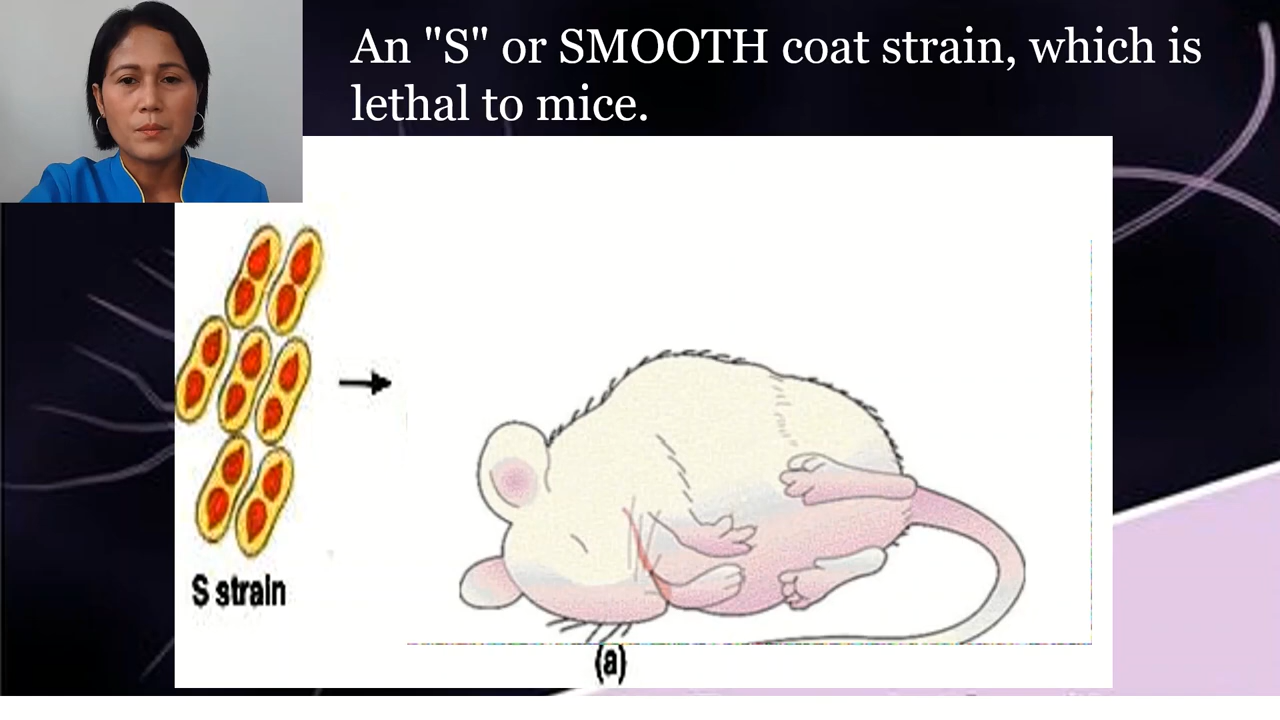 An "S" or SMOOTH coat strain, which is
lethal to mice.
S strain
(a)